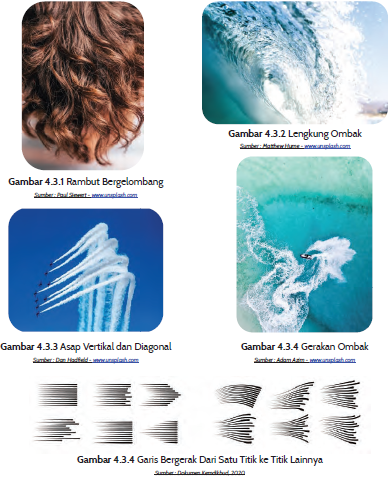 Gambar 4.3.1 Rambut Bergelombang
Sumber : Paul Siewert – www.unsplash.com
Gambar 4.3.2 Lengkung Ombak
Sumber : Matthew Hume – www.unsplash.com
Gambar 4.3.3 Asap Vertikal dan Diagonal
Sumber : Dan Hadfield – www.unsplash.com
Gambar 4.3.4 Gerakan Ombak
Sumber : Adam Azim – www.unsplash.com
Gambar 4.3.4 Garis Bergerak Dari Satu Titik ke Titik Lainnya
Sumber : Dokumen Kemdikbud, 2020